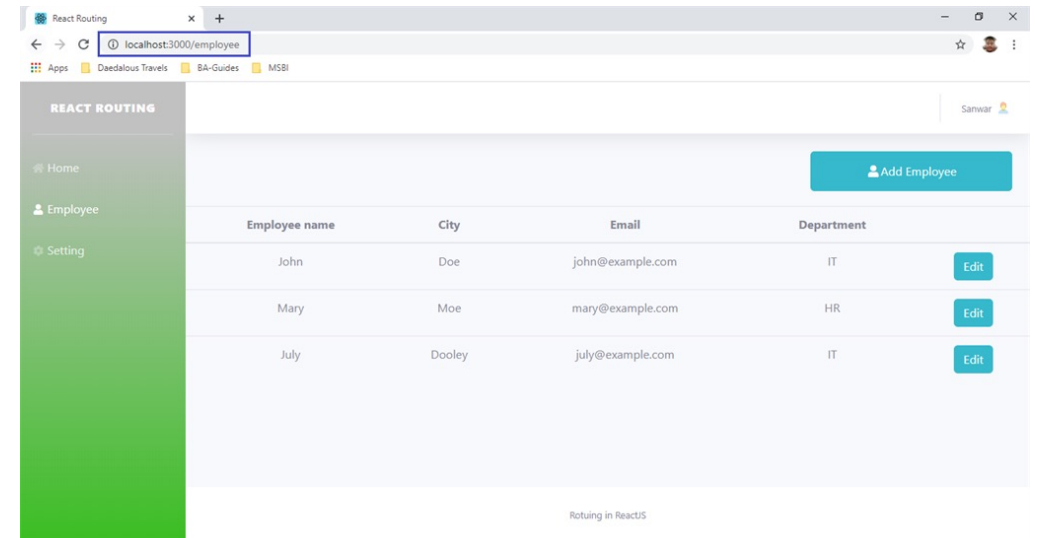 React Routing
localhost:3000/employee
Apps Daedalous Travels BA-Guides MSBI
REACT ROUTING
Sanwar
Home
Employee
Setting
Add Employee
Employee name City Email Department
John Doe john@example.com IT Edit
Mary Moe mary@example.com HR Edit
July Dooley july@example.com IT Edit
Rotuing in ReactJS